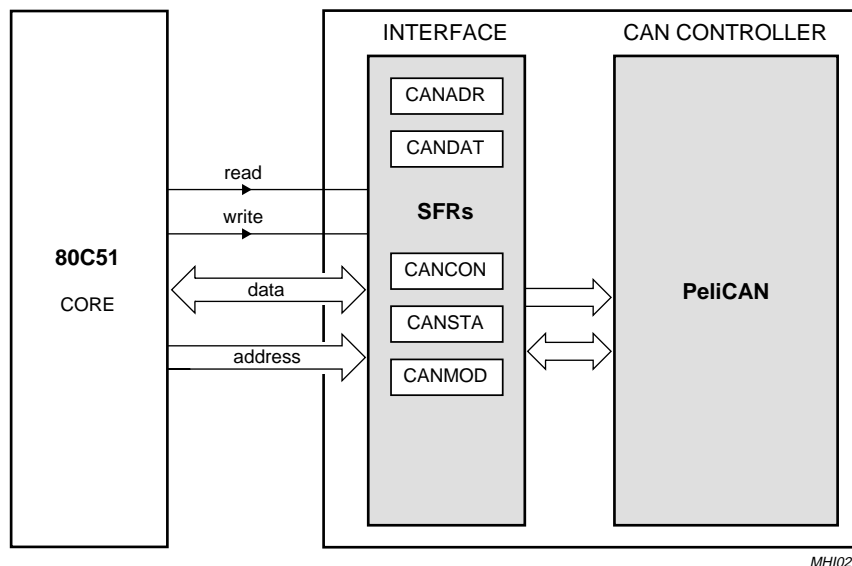 INTERFACE
CAN CONTROLLER
CANADR
CANDAT
read
SFRs
write
80C51
CORE
CANCON
data
PeliCAN
CANSTA
address
CANMOD
MHI02